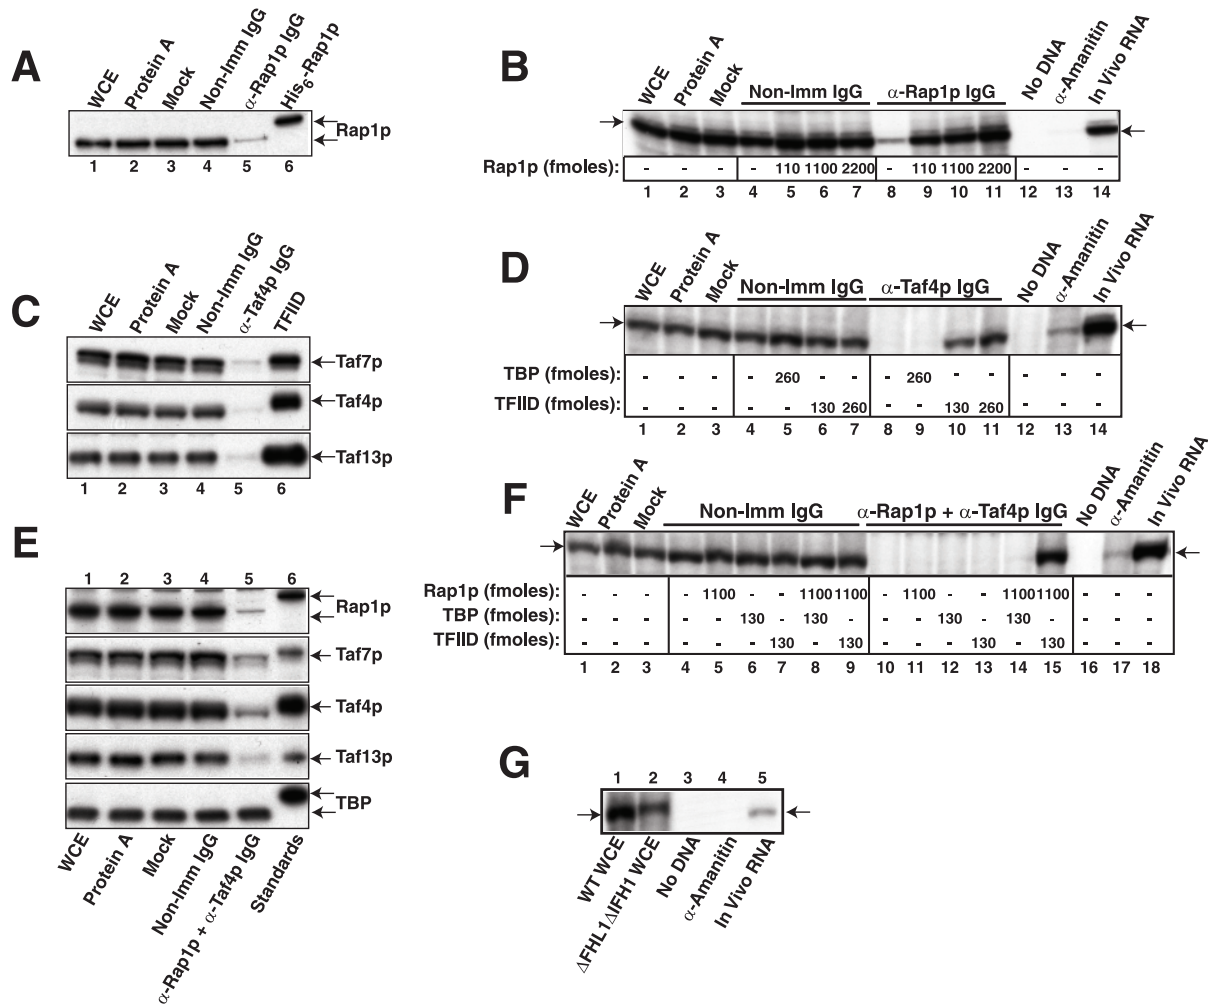 A
WCE
Protein A
Mock
Non-Imm IgG
α-Rap1p IgG
His6-Rap1p
Rap1p
1 2 3 4 5 6
B
WCE
Protein A
Mock
Non-Imm IgG
α-Rap1p IgG
No DNA
α-Amanitin
In Vivo RNA
Rap1p (fmoles): - - - - 110 1100 2200 - 110 1100 2200 - - -
1 2 3 4 5 6 7 8 9 10 11 12 13 14
C
WCE
Protein A
Mock
Non-Imm IgG
α-Taf4p IgG
TFIID
Taf7p
Taf4p
Taf13p
1 2 3 4 5 6
D
WCE
Protein A
Mock
Non-Imm IgG
α-Taf4p IgG
No DNA
α-Amanitin
In Vivo RNA
TBP (fmoles): - - - - 260 - - - 260 - - - - -
TFIID (fmoles): - - - - - 130 260 - - 130 260 - - -
1 2 3 4 5 6 7 8 9 10 11 12 13 14
E
1 2 3 4 5 6
Rap1p
Taf7p
Taf4p
Taf13p
TBP
WCE
Protein A
Mock
Non-Imm IgG
α-Rap1p + α-Taf4p IgG
Standards
F
WCE
Protein A
Mock
Non-Imm IgG
α-Rap1p + α-Taf4p IgG
No DNA
α-Amanitin
In Vivo RNA
Rap1p (fmoles): - - - - 1100 - - 1100 1100 - 1100 - - 1100 1100 - - -
TBP (fmoles): - - - - - 130 - 130 - - - 130 - 130 - - - -
TFIID (fmoles): - - - - - - 130 - 130 - - - 130 - 130 - - -
1 2 3 4 5 6 7 8 9 10 11 12 13 14 15 16 17 18
G
1 2 3 4 5
WT WCE
ΔFHL1ΔIFH1 WCE
No DNA
α-Amanitin
In Vivo RNA